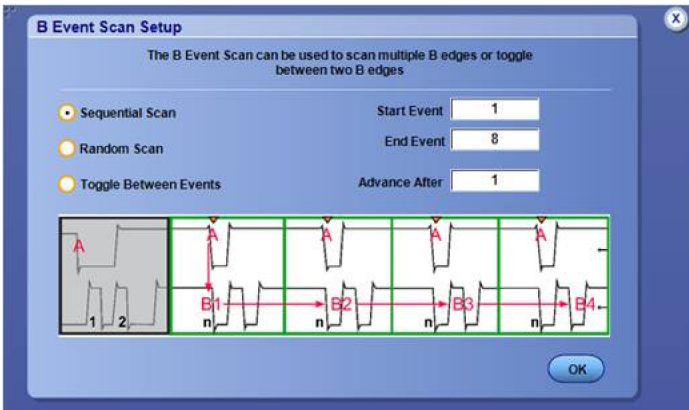 B Event Scan Setup
X
The B Event Scan can be used to scan multiple B edges or toggle
between two B edges
Sequential Scan
Start Event 1
End Event 8
Random Scan
Toggle Between Events
Advance After 1
A A A A A
B1 B2 B3 B4
1 2 n n n n
OK